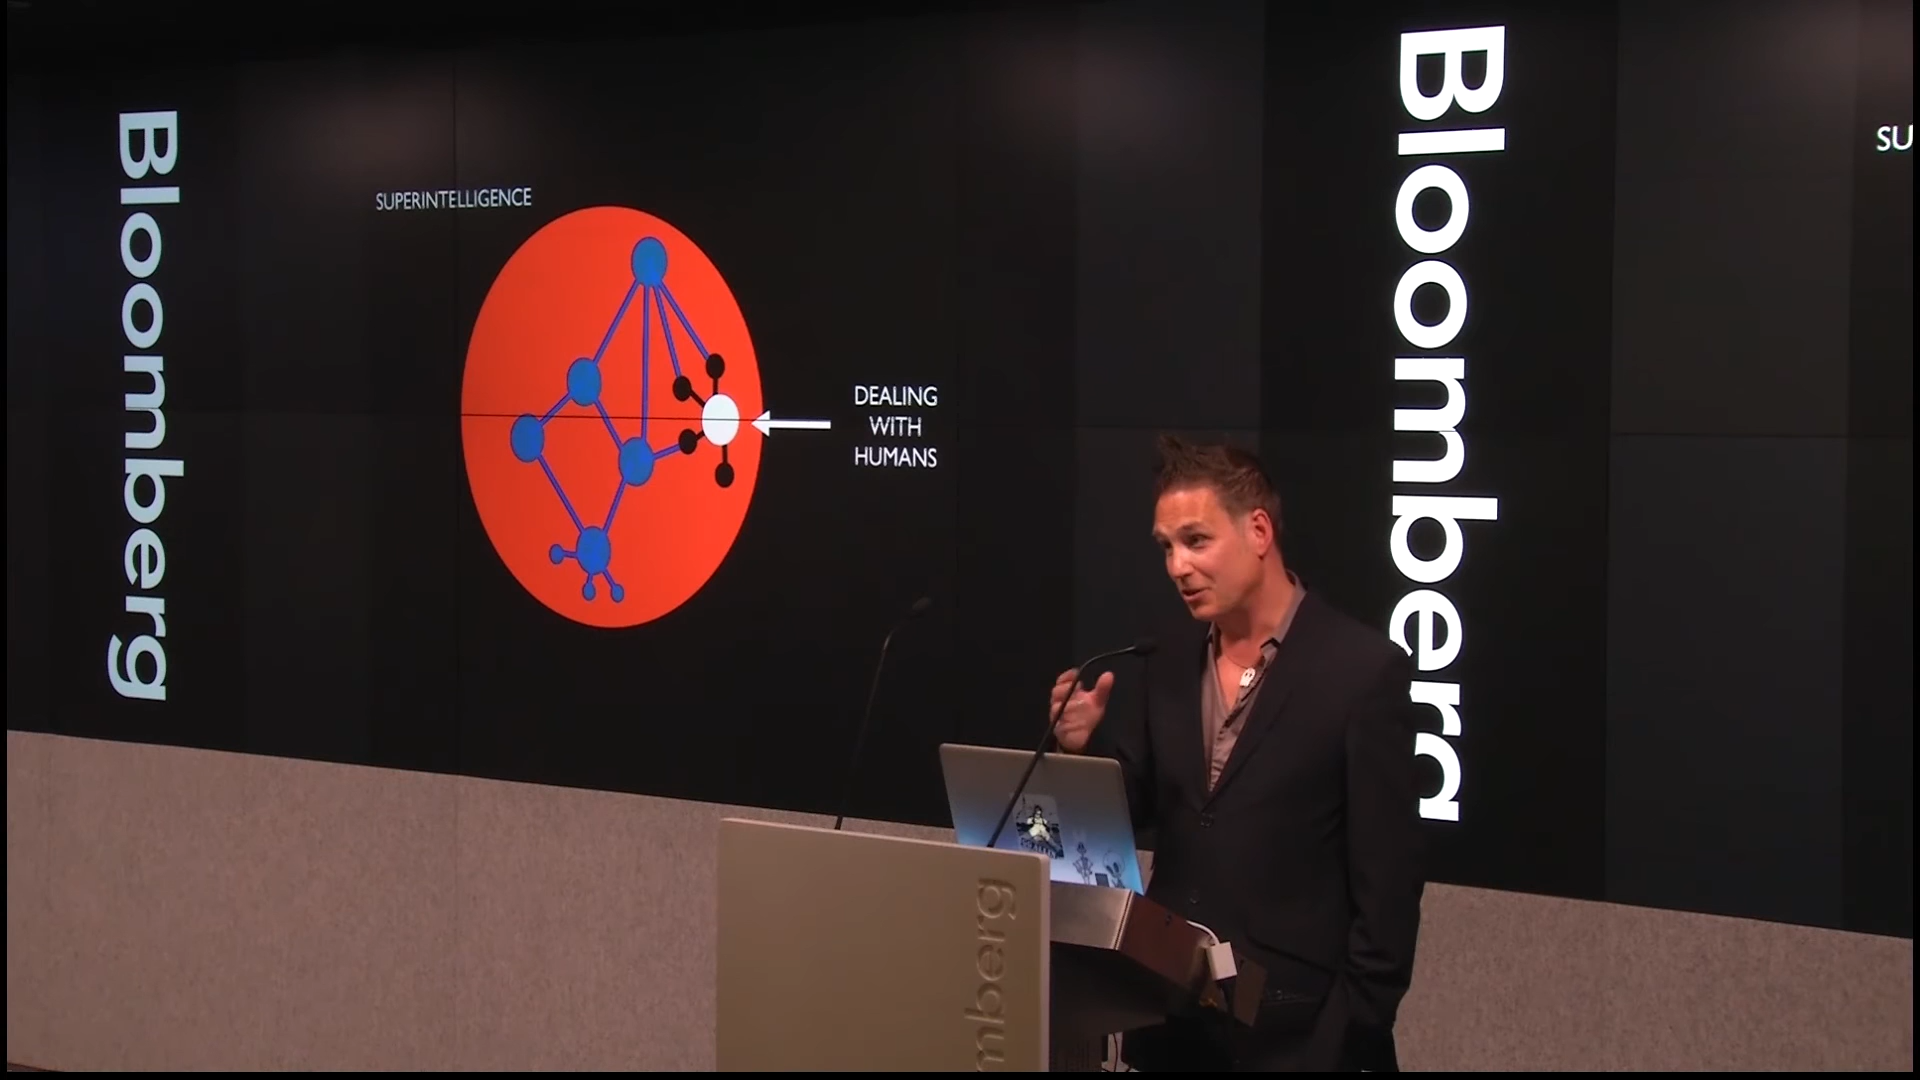 Bloomberg
SUPERINTELLIGENCE
DEALING
WITH
HUMANS
Bloomberg
SU
mberg